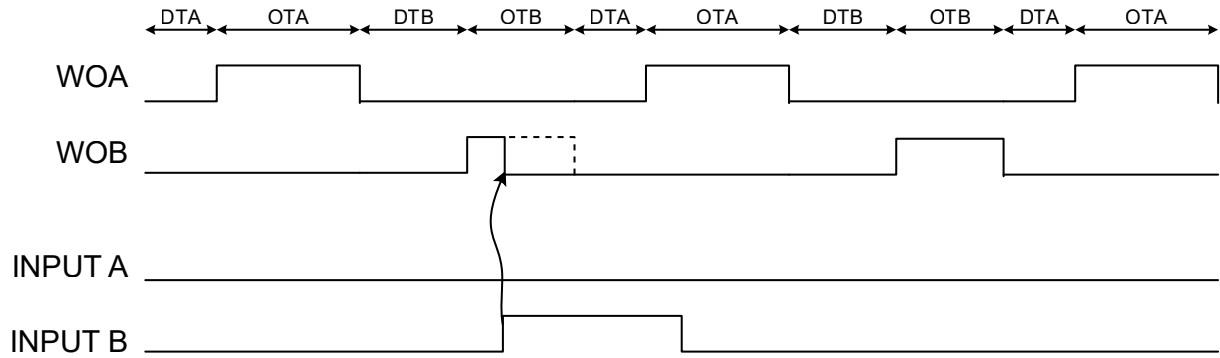 DTA OTA DTB OTB DTA OTA DTB OTB DTA OTA
WOA
WOB
INPUT A
INPUT B